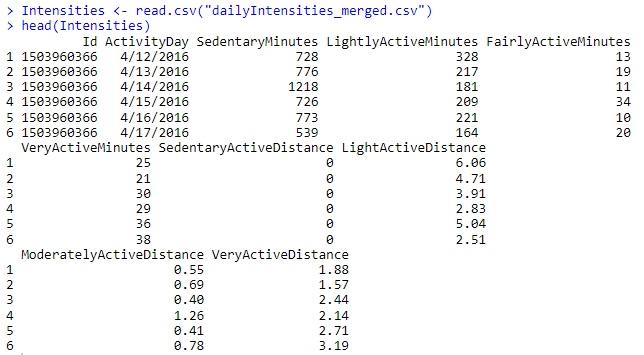 > Intensities <- read.csv("dailyIntensities_merged.csv")
> head(Intensities)
          Id ActivityDay SedentaryMinutes LightlyActiveMinutes FairlyActiveMinutes
1 1503960366   4/12/2016              728                  328                  13
2 1503960366   4/13/2016              776                  217                  19
3 1503960366   4/14/2016             1218                  181                  11
4 1503960366   4/15/2016              726                  209                  34
5 1503960366   4/16/2016              773                  221                  10
6 1503960366   4/17/2016              539                  164                  20
  VeryActiveMinutes SedentaryActiveDistance LightActiveDistance
1                25                       0                6.06
2                21                       0                4.71
3                30                       0                3.91
4                29                       0                2.83
5                36                       0                5.04
6                38                       0                2.51
  ModeratelyActiveDistance VeryActiveDistance
1                     0.55               1.88
2                     0.69               1.57
3                     0.40               2.44
4                     1.26               2.14
5                     0.41               2.71
6                     0.78               3.19